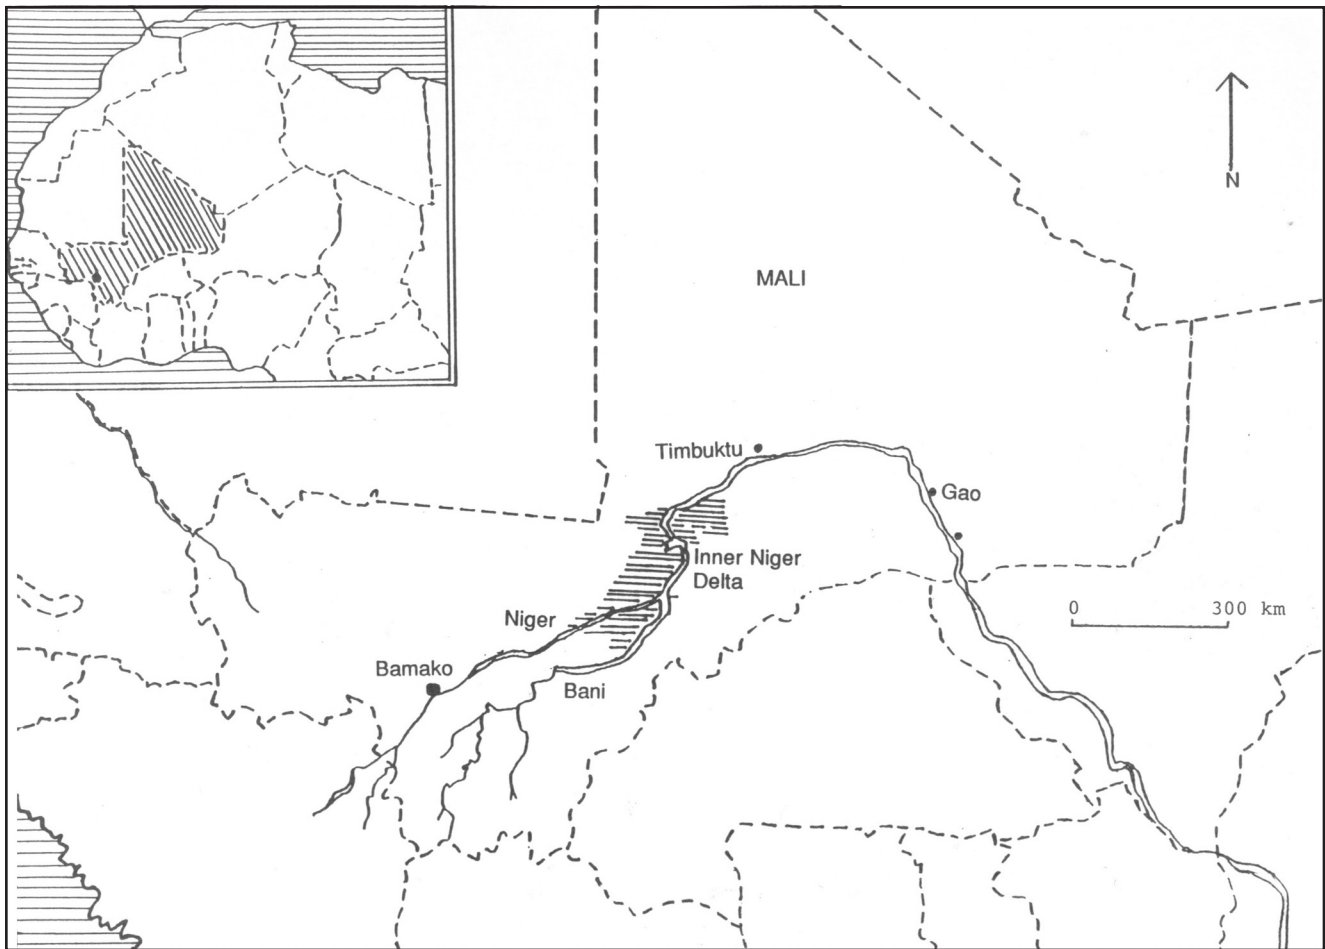 N
MALI
Timbuktu
Gao
Inner Niger
Delta
0 300 km
Niger
Bamako
Bani